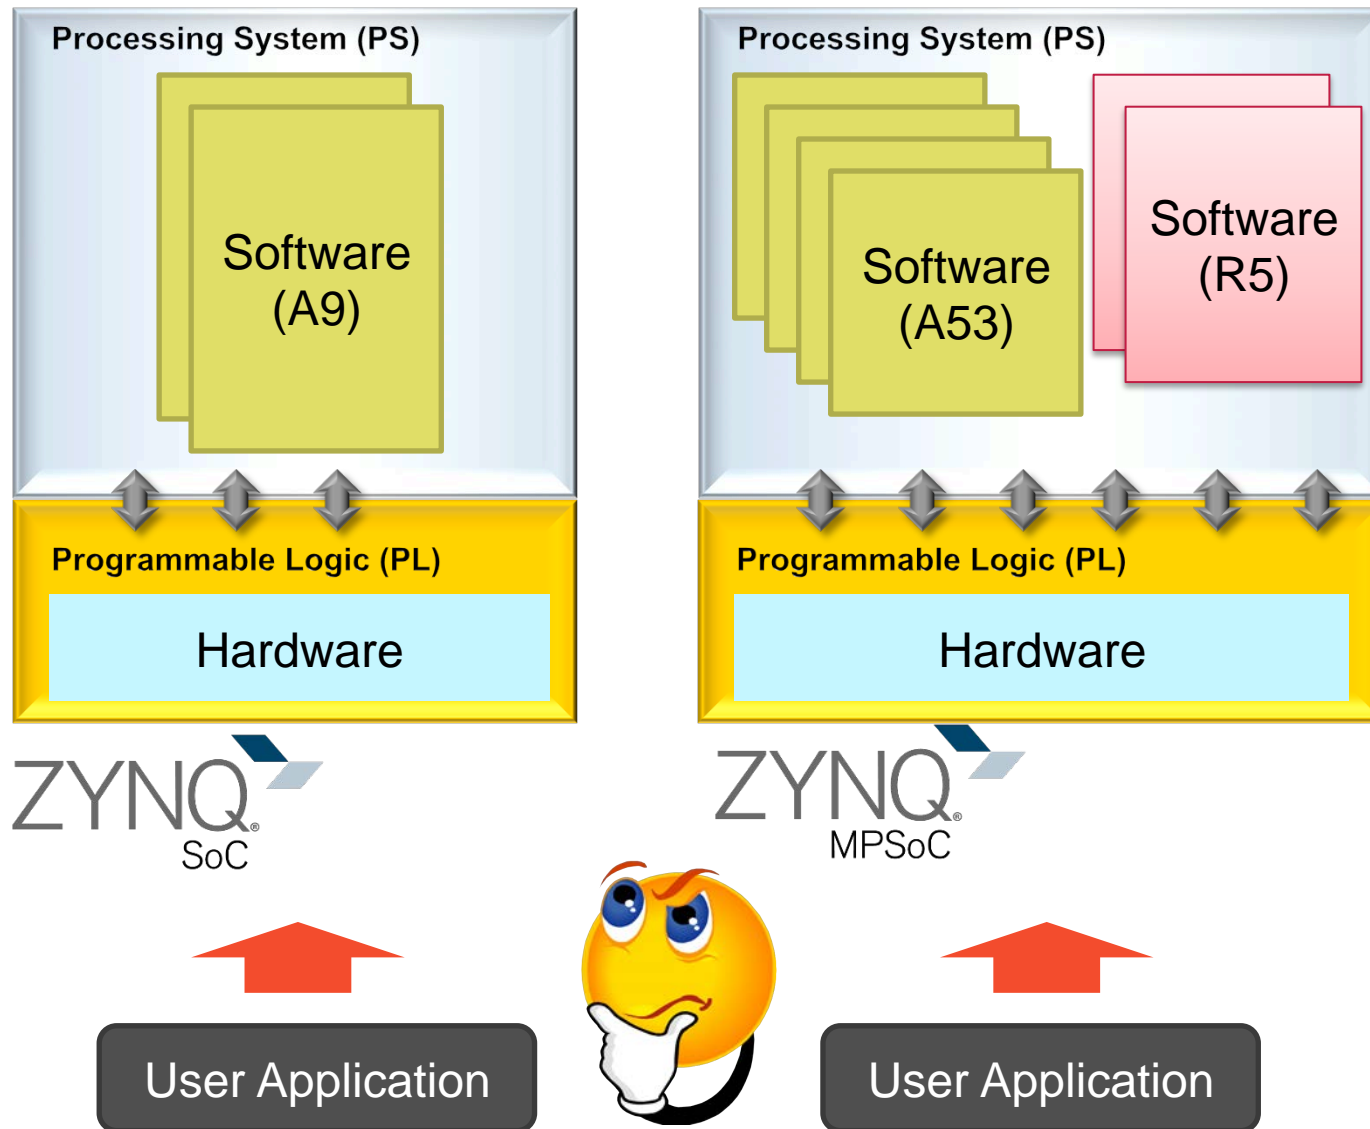 Processing System (PS)
Software
(A9)
Programmable Logic (PL)
Hardware
ZYNQ®
SoC
User Application
Processing System (PS)
Software
(A53)
Software
(R5)
Programmable Logic (PL)
Hardware
ZYNQ®
MPSoC
User Application